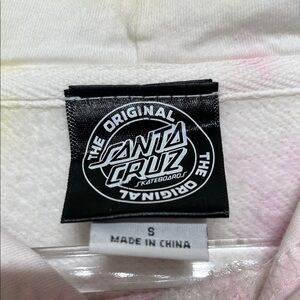 THE ORIGINAL
SANTA
CRUZ
SKATEBOARDS
THE ORIGINAL
S
MADE IN CHINA